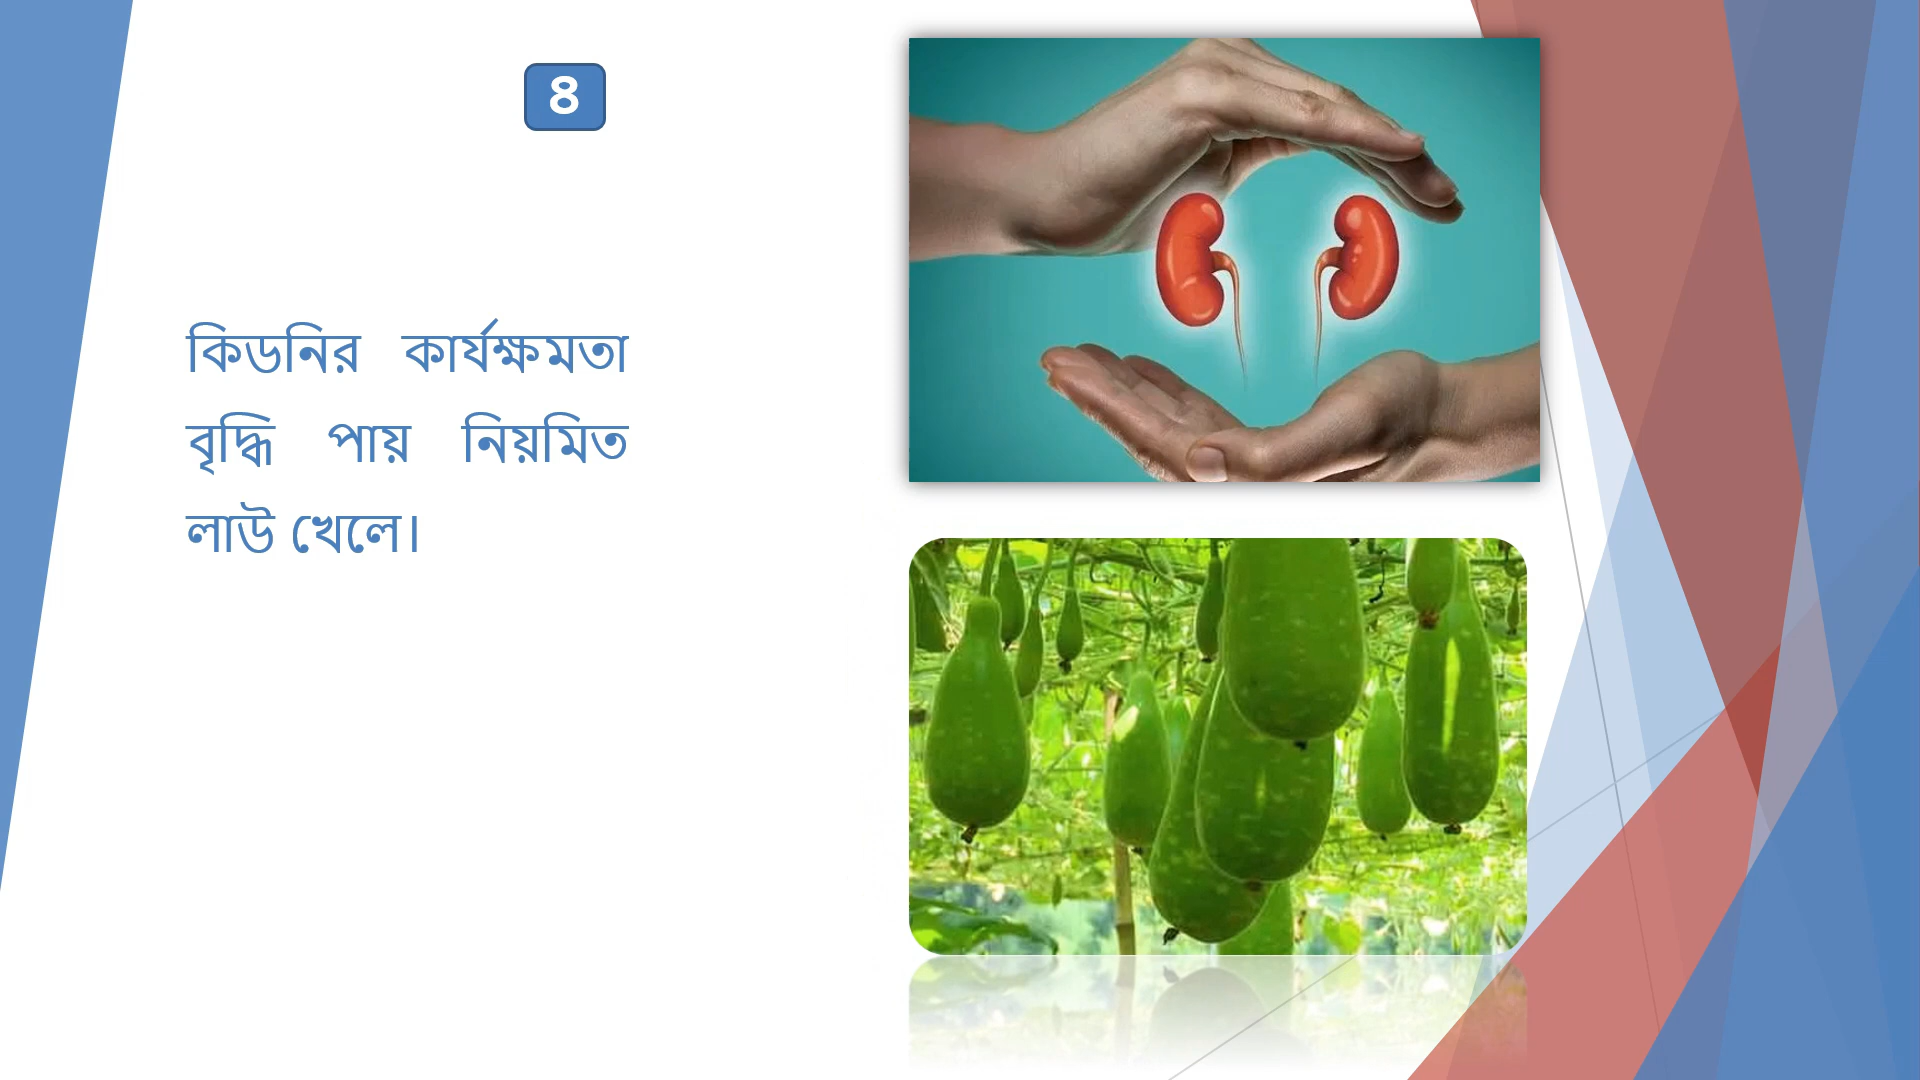 ৪
কিডনির কার্যক্ষমতা
বৃদ্ধি পায় নিয়মিত
লাউ খেলে।